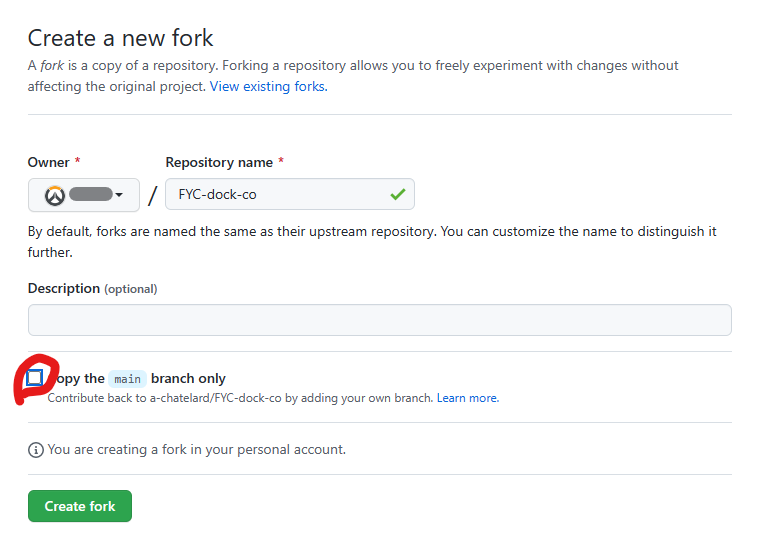 Create a new fork
A fork is a copy of a repository. Forking a repository allows you to freely experiment with changes without
affecting the original project. View existing forks.
Owner *
Repository name *
/
FYC-dock-co
By default, forks are named the same as their upstream repository. You can customize the name to distinguish it
further.
Description (optional)
opy the main branch only
Contribute back to a-chatelard/FYC-dock-co by adding your own branch. Learn more.
You are creating a fork in your personal account.
Create fork